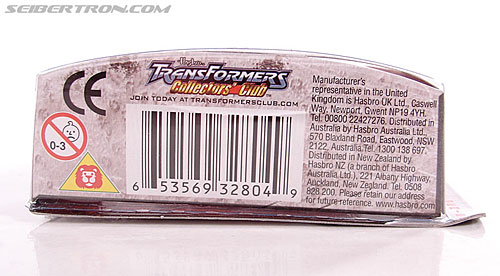 SEIBERTRON.COM
CE
0-3
The Official
TRANSFORMERS
Collectors' Club
JOIN TODAY AT TRANSFORMERSCLUB.COM
6 53569 32804 9
Manufacturer's
representative in the United
Kingdom is Hasbro UK Ltd., Caswell
Way, Newport, Gwent NP19 4YH.
Tel: 00800 22427276. Distributed in
Australia by Hasbro Australia Ltd.,
570 Blaxland Road, Eastwood, NSW
2122, Australia.Tel: 1300 138 697.
Distributed in New Zealand by
Hasbro NZ (a branch of Hasbro
Australia Ltd.), 221 Albany Highway,
Auckland, New Zealand. Tel. 0508
828 200. Please retain our address
for future reference. www.hasbro.com